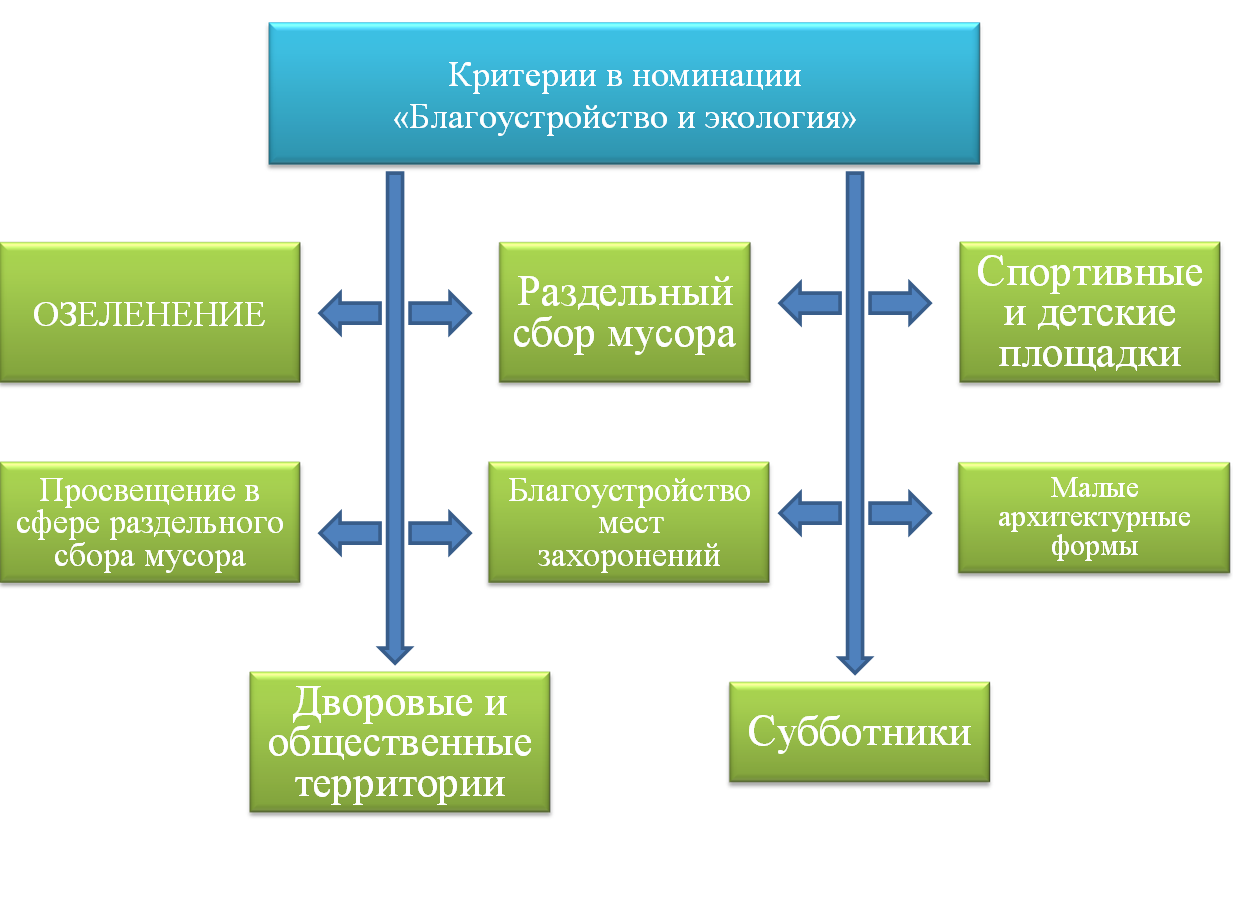 Критерии в номинации
«Благоустройство и экология»
ОЗЕЛЕНЕНИЕ
Раздельный
сбор мусора
Спортивные
и детские
площадки
Просвещение в
сфере раздельного
сбора мусора
Благоустройство
мест
захоронений
Малые
архитектурные
формы
Дворовые и
общественные
территории
Субботники